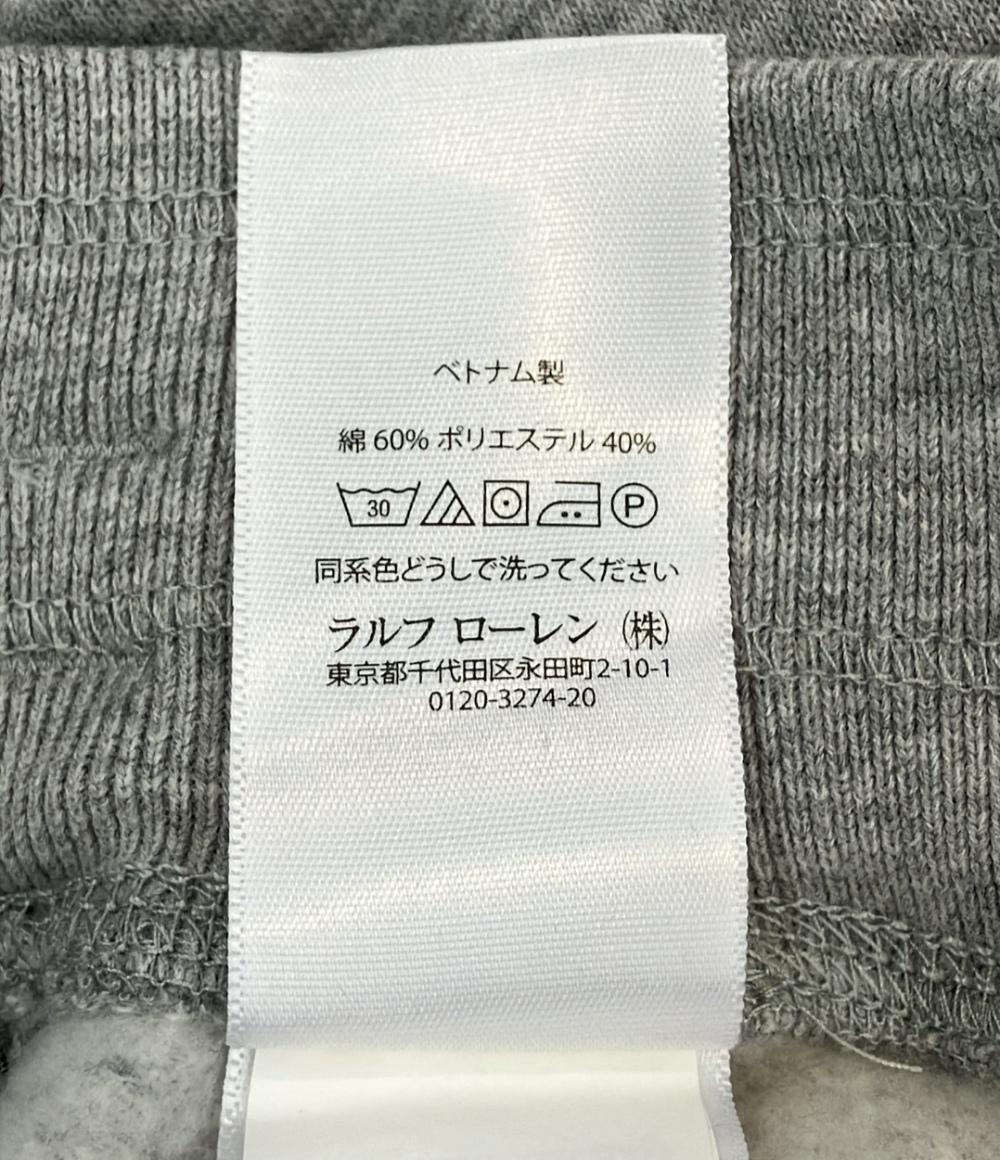 ベトナム製
綿 60% ポリエステル 40%
30 P
同系色どうしで洗ってください
ラルフ ローレン (株)
東京都千代田区永田町2-10-1
0120-3274-20